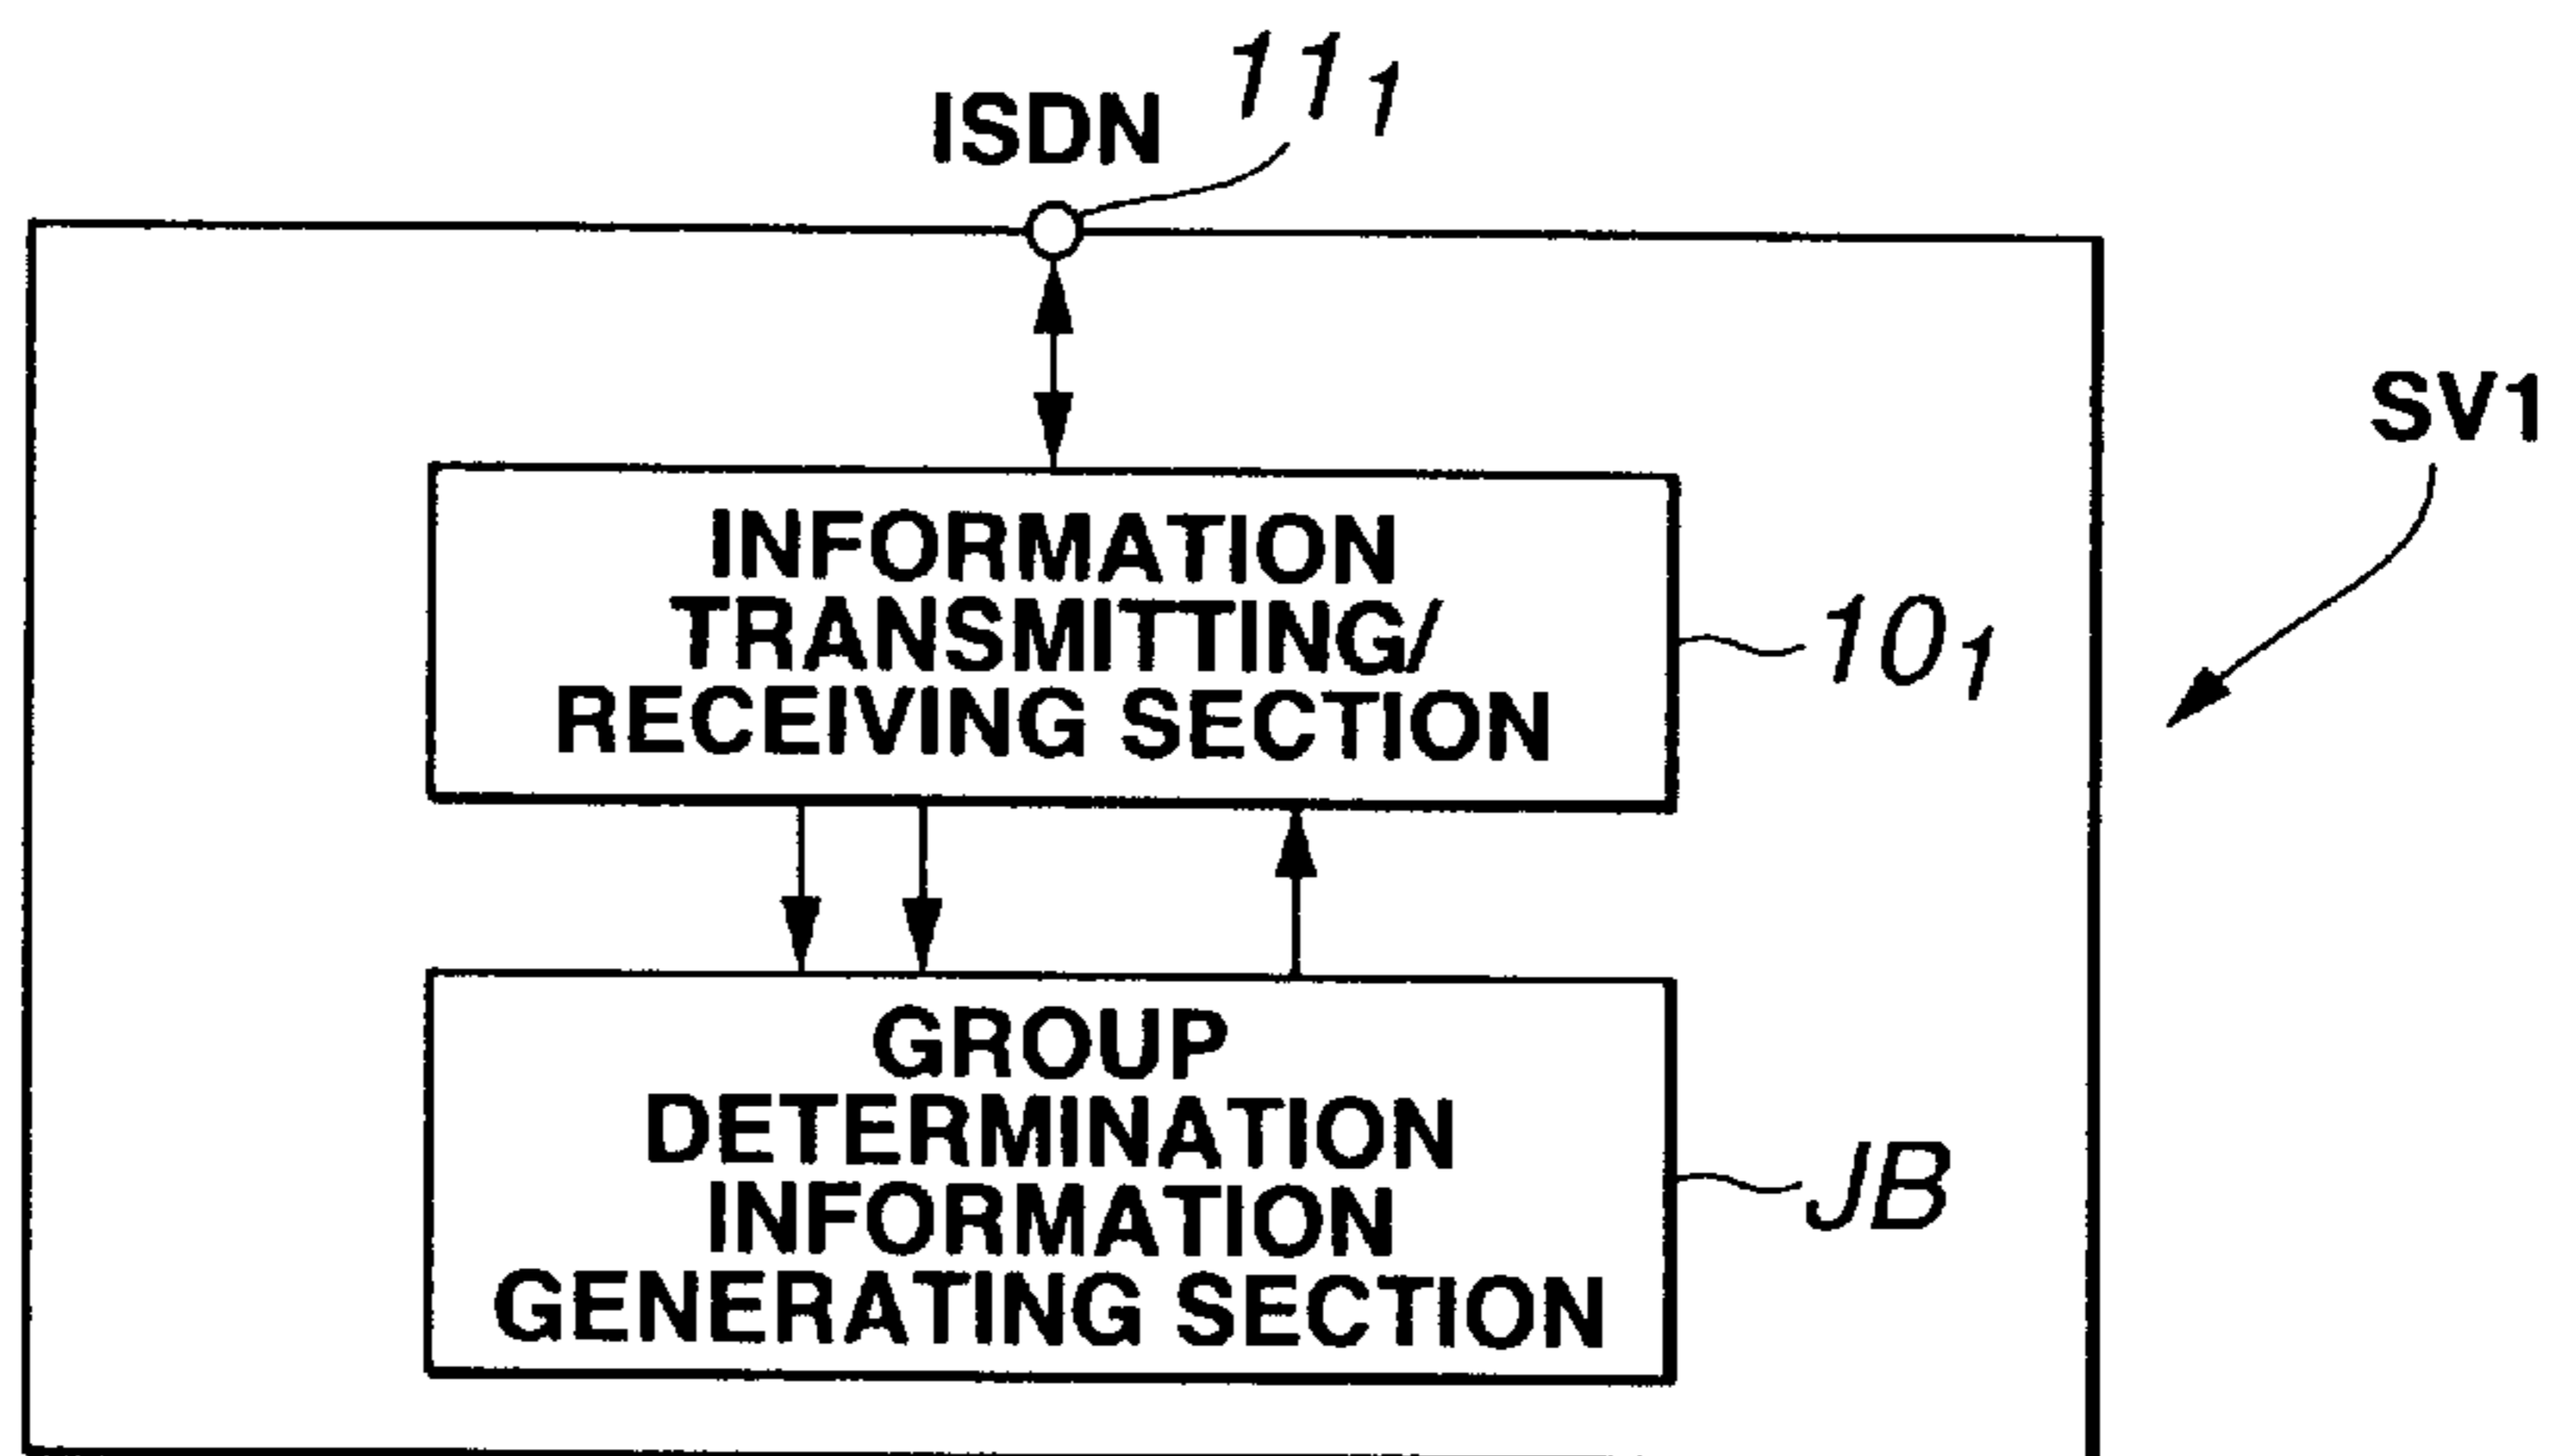 ISDN 11₁
SV1
INFORMATION
TRANSMITTING/
RECEIVING SECTION
10₁
GROUP
DETERMINATION
INFORMATION
GENERATING SECTION
JB